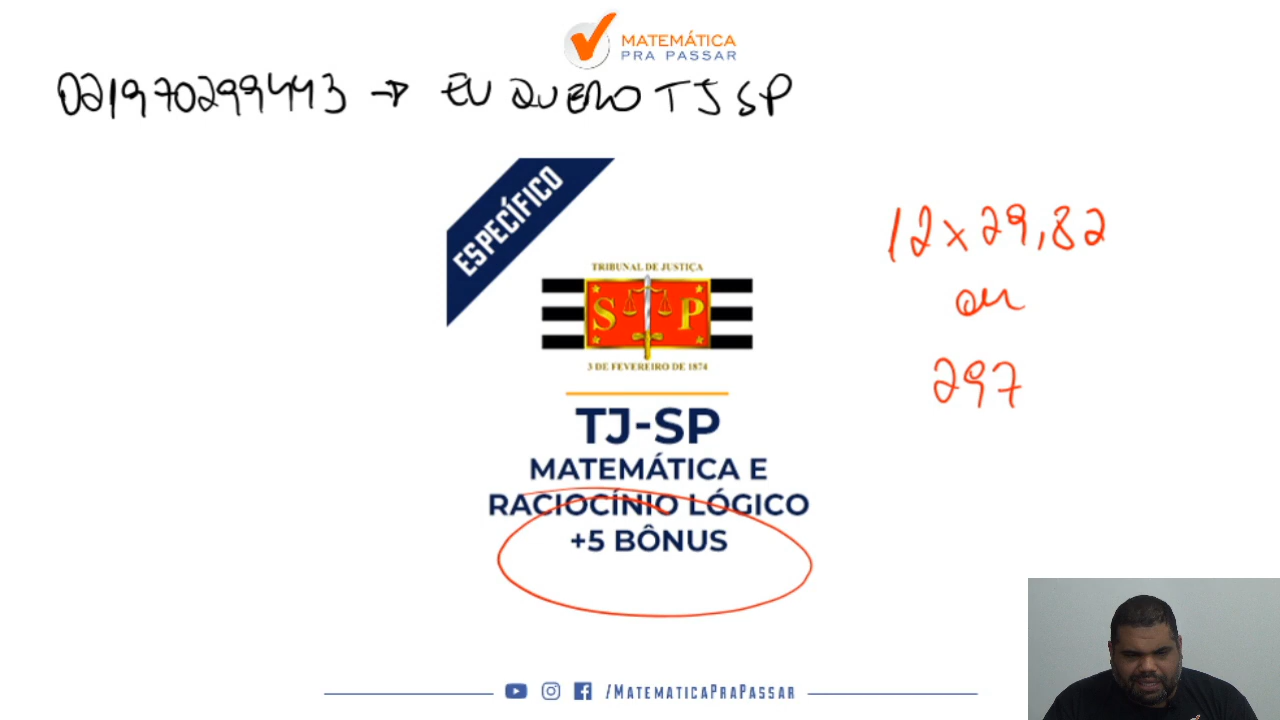 MATEMÁTICA
PRA PASSAR
021970299443 → EU QUERO TJ SP
ESPECÍFICO
12 x 29,82
ou
297
TRIBUNAL DE JUSTIÇA
S P
3 DE FEVEREIRO DE 1874
TJ-SP
MATEMÁTICA E
RACIOCÍNIO LÓGICO
+5 BÔNUS
/MATEMATICAPRAPASSAR